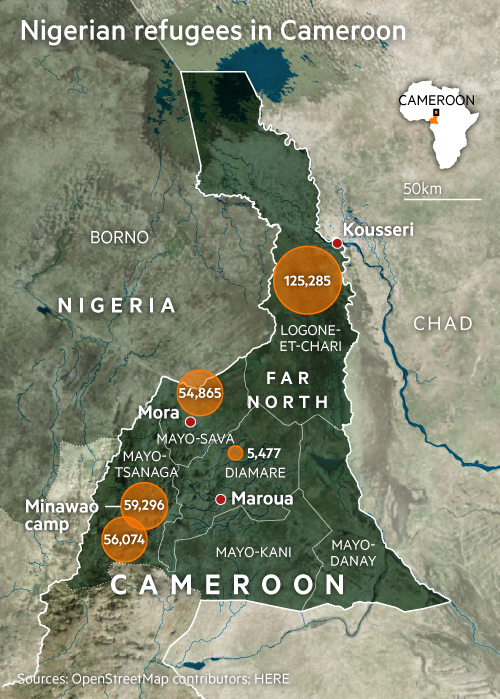 Nigerian refugees in Cameroon
CAMEROON
50km
Kousseri
BORNO
125,285
NIGERIA
CHAD
LOGONE-
ET-CHARI
FAR
NORTH
54,865
Mora
MAYO-SAVA
MAYO-
TSANAGA
5,477
DIAMARE
Minawao
camp
59,296
Maroua
56,074
MAYO-KANI
MAYO-
DANAY
CAMEROON
Sources: OpenStreetMap contributors; HERE